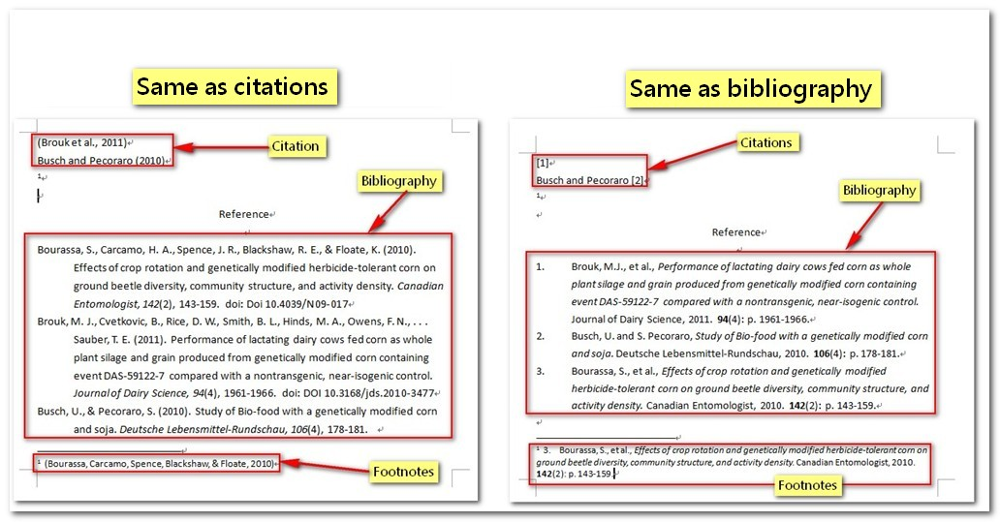 Same as citations
(Brouk et al., 2011)
Busch and Pecoraro (2010)
1
Citation
Bibliography
Reference
Bourassa, S., Carcamo, H. A., Spence, J. R., Blackshaw, R. E., & Floate, K. (2010).
Effects of crop rotation and genetically modified herbicide-tolerant corn on
ground beetle diversity, community structure, and activity density. Canadian
Entomologist, 142(2), 143-159. doi: Doi 10.4039/N09-017
Brouk, M. J., Cvetkovic, B., Rice, D. W., Smith, B. L., Hinds, M. A., Owens, F. N., . . .
Sauber, T. E. (2011). Performance of lactating dairy cows fed corn as whole
plant silage and grain produced from genetically modified corn containing
event DAS-59122-7 compared with a nontransgenic, near-isogenic control.
Journal of Dairy Science, 94(4), 1961-1966. doi: DOI 10.3168/jds.2010-3477
Busch, U., & Pecoraro, S. (2010). Study of Bio-food with a genetically modified corn
and soja. Deutsche Lebensmittel-Rundschau, 106(4), 178-181.
1 (Bourassa, Carcamo, Spence, Blackshaw, & Floate, 2010)
Footnotes
Same as bibliography
[1]
Busch and Pecoraro [2]
1
Citations
Bibliography
Reference
1. Brouk, M.J., et al., Performance of lactating dairy cows fed corn as whole
plant silage and grain produced from genetically modified corn containing
event DAS-59122-7 compared with a nontransgenic, near-isogenic control.
Journal of Dairy Science, 2011. 94(4): p. 1961-1966.
2. Busch, U. and S. Pecoraro, Study of Bio-food with a genetically modified corn
and soja. Deutsche Lebensmittel-Rundschau, 2010. 106(4): p. 178-181.
3. Bourassa, S., et al., Effects of crop rotation and genetically modified
herbicide-tolerant corn on ground beetle diversity, community structure, and
activity density. Canadian Entomologist, 2010. 142(2): p. 143-159.
1 3. Bourassa, S., et al., Effects of crop rotation and genetically modified herbicide-tolerant corn on
ground beetle diversity, community structure, and activity density. Canadian Entomologist, 2010.
142(2): p. 143-159.
Footnotes